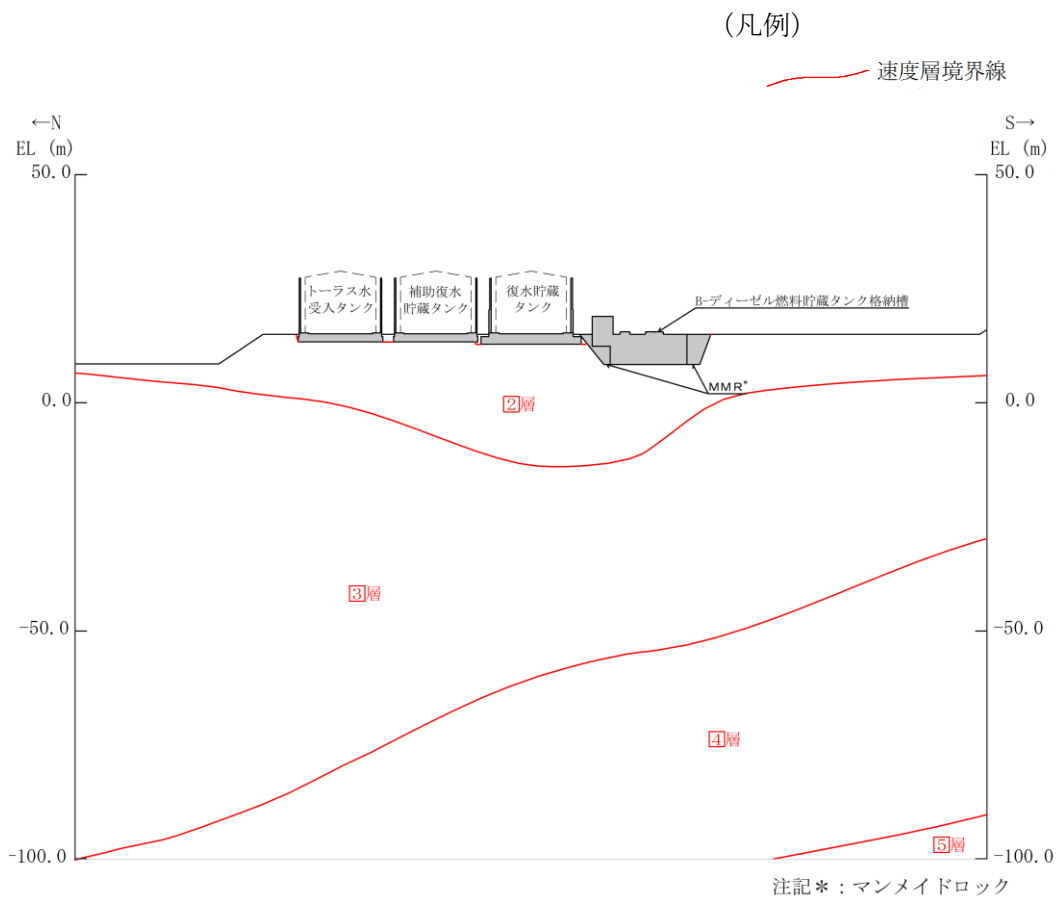 (凡例)
速度層境界線
←N
EL (m)
S→
EL (m)
50.0
50.0
トーラス水
受入タンク
補助復水
貯蔵タンク
復水貯蔵
タンク
B-ディーゼル燃料貯蔵タンク格納槽
MMR*
0.0
0.0
2層
3層
-50.0
-50.0
4層
5層
-100.0
-100.0
注記*:マンメイドロック